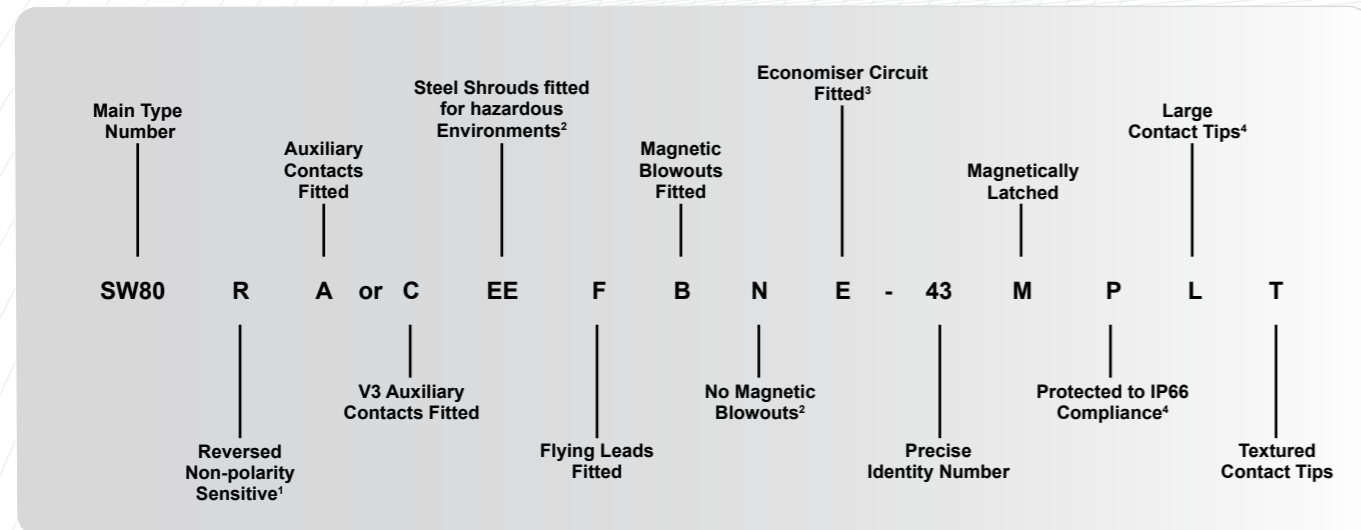 Economiser Circuit
Fitted³
Steel Shrouds fitted
for hazardous
Environments²
Main Type
Number
Large
Contact Tips⁴
Auxiliary
Contacts
Fitted
Magnetic
Blowouts
Fitted
Magnetically
Latched
SW80 R A or C EE F B N E - 43 M P L T
V3 Auxiliary
Contacts Fitted
No Magnetic
Blowouts²
Protected to IP66
Compliance⁴
Reversed
Non-polarity
Sensitive¹
Flying Leads
Fitted
Precise
Identity Number
Textured
Contact Tips